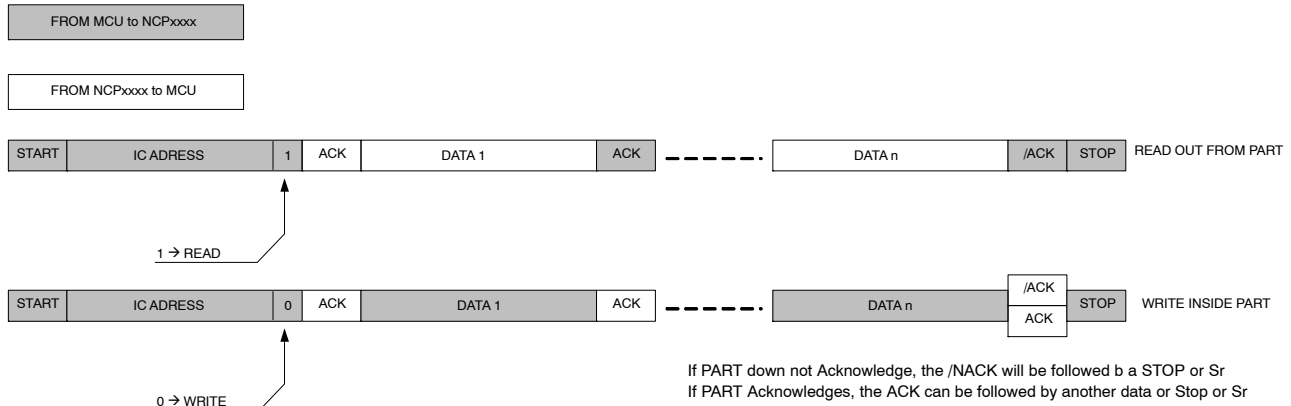 FROM MCU to NCPxxxx
FROM NCPxxxx to MCU
START IC ADRESS 1 ACK DATA 1 ACK DATA n /ACK STOP READ OUT FROM PART
1 → READ
START IC ADRESS 0 ACK DATA 1 ACK DATA n /ACK ACK STOP WRITE INSIDE PART
If PART down not Acknowledge, the /NACK will be followed b a STOP or Sr
If PART Acknowledges, the ACK can be followed by another data or Stop or Sr
0 → WRITE